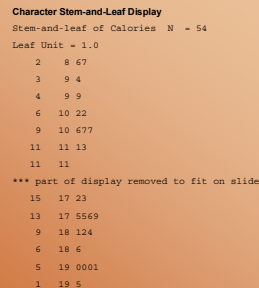 Character Stem-and-Leaf Display
Stem-and-leaf of Calories  N  = 54
Leaf Unit = 1.0
2    8 67
3    9 4
4    9 9
6   10 22
9   10 677
11   11 13
11   11
*** part of display removed to fit on slide
15   17 23
13   17 5569
9   18 124
6   18 6
5   19 0001
1   19 5